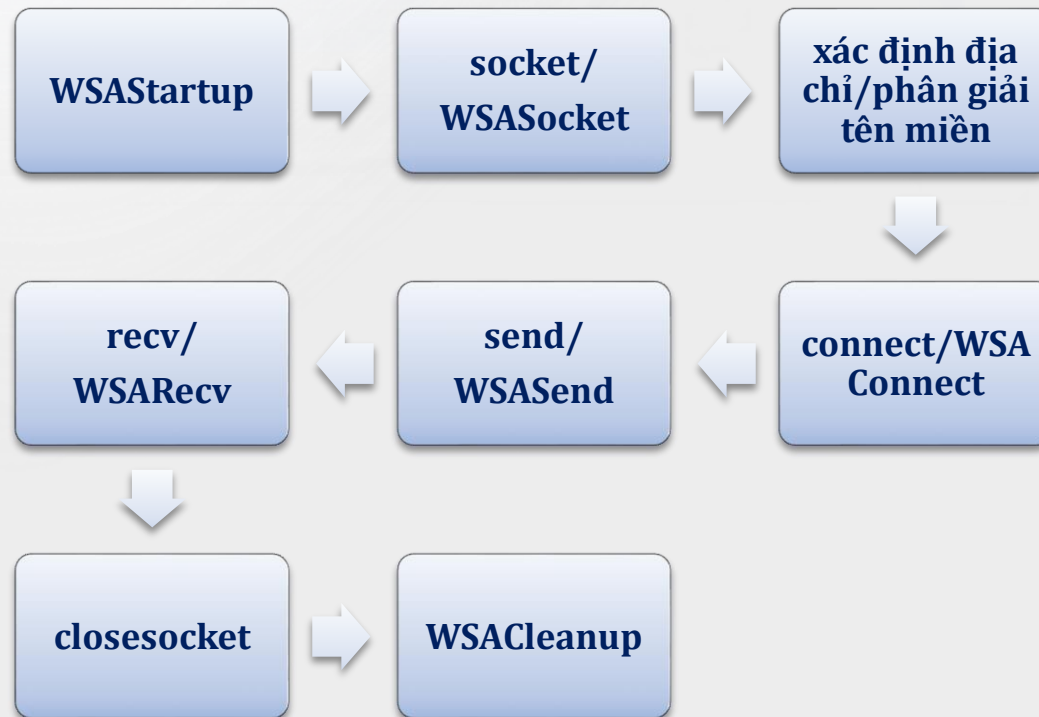 WSAStartup
socket/
WSASocket
xác định địa
chỉ/phân giải
tên miền
connect/WSA
Connect
send/
WSASend
recv/
WSARecv
closesocket
WSACleanup